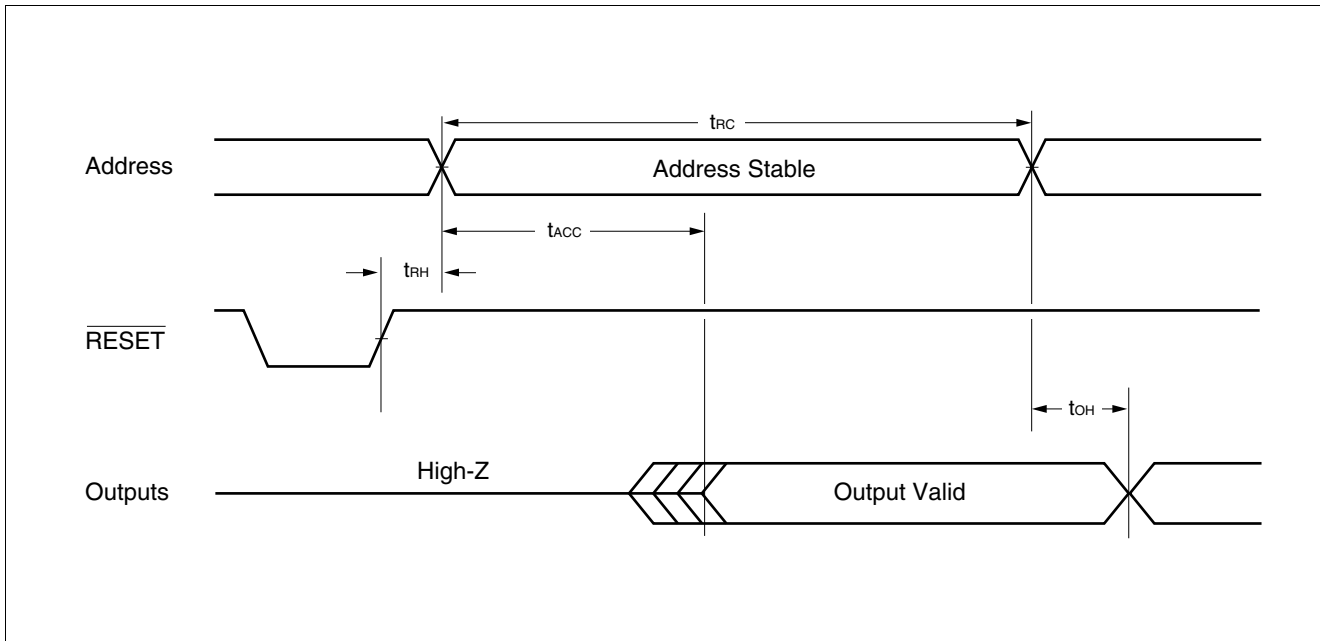 tRC
Address
Address Stable
tACC
tRH
RESET
tOH
High-Z
Outputs
Output Valid